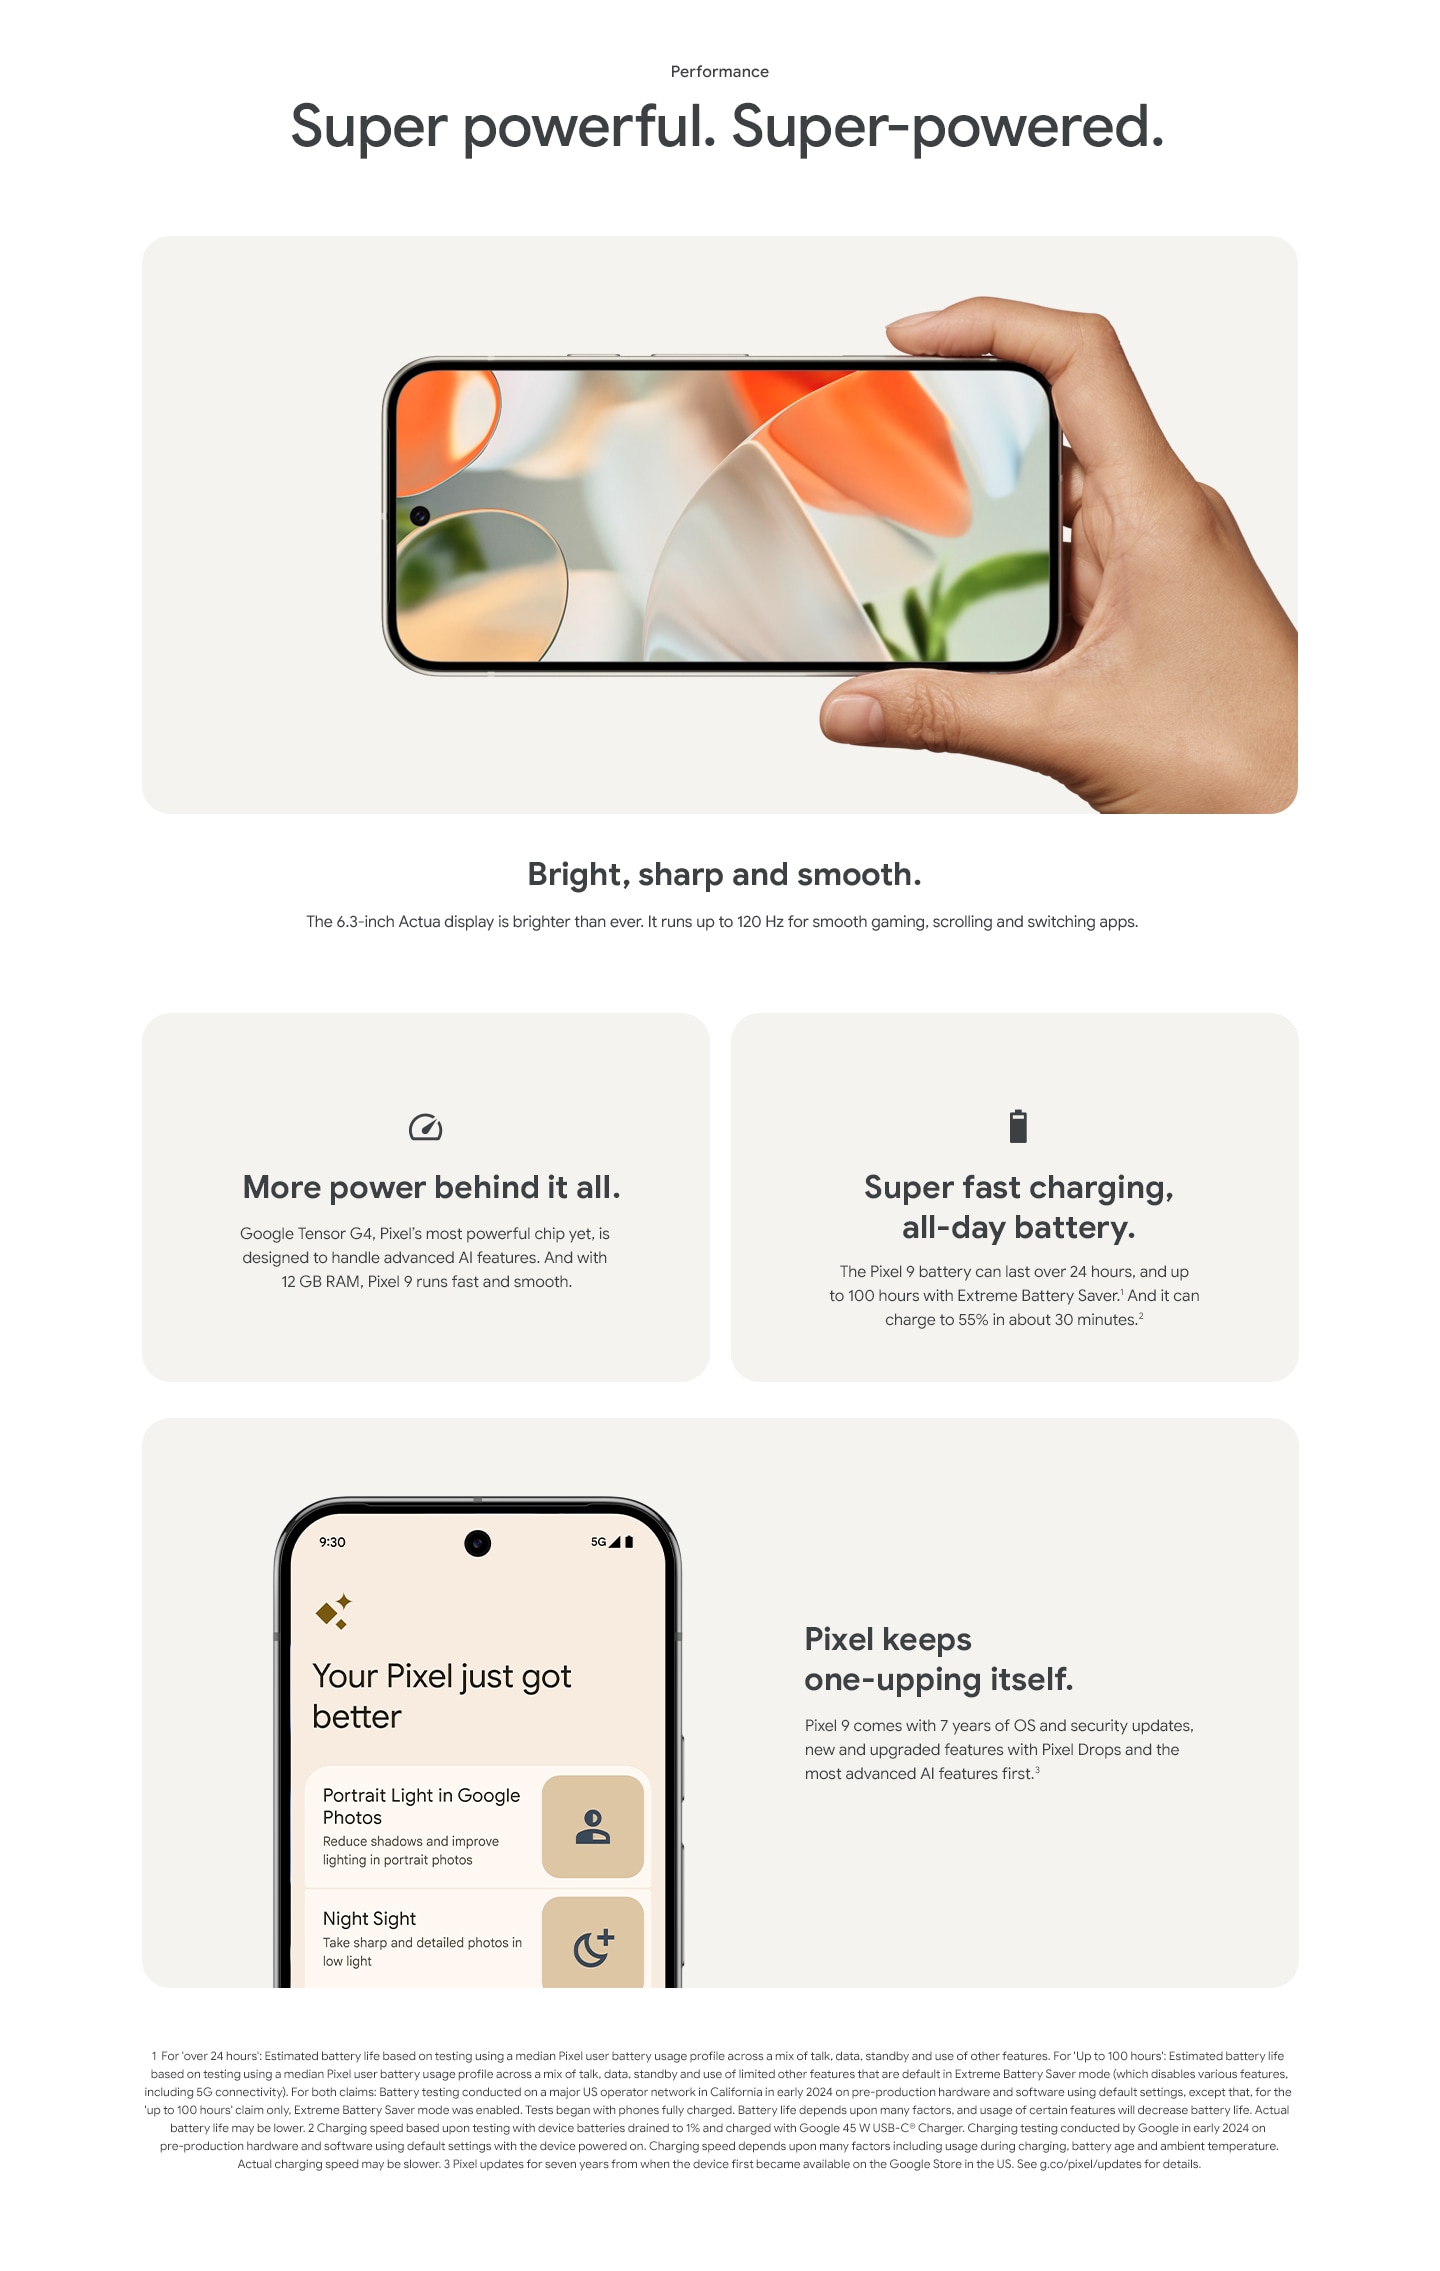 Performance
Super powerful. Super-powered.
Bright, sharp and smooth.
The 6.3-inch Actua display is brighter than ever. It runs up to 120 Hz for smooth gaming, scrolling and switching apps.
More power behind it all.
Google Tensor G4, Pixel's most powerful chip yet, is
designed to handle advanced AI features. And with
12 GB RAM, Pixel 9 runs fast and smooth.
Super fast charging,
all-day battery.
The Pixel 9 battery can last over 24 hours, and up
to 100 hours with Extreme Battery Saver.¹ And it can
charge to 55% in about 30 minutes.²
9:30
5G
Your Pixel just got
better
Portrait Light in Google
Photos
Reduce shadows and improve
lighting in portrait photos
Night Sight
Take sharp and detailed photos in
low light
Pixel keeps
one-upping itself.
Pixel 9 comes with 7 years of OS and security updates,
new and upgraded features with Pixel Drops and the
most advanced AI features first.³
1 For 'over 24 hours': Estimated battery life based on testing using a median Pixel user battery usage profile across a mix of talk, data, standby and use of other features. For 'Up to 100 hours': Estimated battery life
based on testing using a median Pixel user battery usage profile across a mix of talk, data, standby and use of limited other features that are default in Extreme Battery Saver mode (which disables various features,
including 5G connectivity). For both claims: Battery testing conducted on a major US operator network in California in early 2024 on pre-production hardware and software using default settings, except that, for the
'up to 100 hours' claim only, Extreme Battery Saver mode was enabled. Tests began with phones fully charged. Battery life depends upon many factors, and usage of certain features will decrease battery life. Actual
battery life may be lower. 2 Charging speed based upon testing with device batteries drained to 1% and charged with Google 45 W USB-C® Charger. Charging testing conducted by Google in early 2024 on
pre-production hardware and software using default settings with the device powered on. Charging speed depends upon many factors including usage during charging, battery age and ambient temperature.
Actual charging speed may be slower. 3 Pixel updates for seven years from when the device first became available on the Google Store in the US. See g.co/pixel/updates for details.